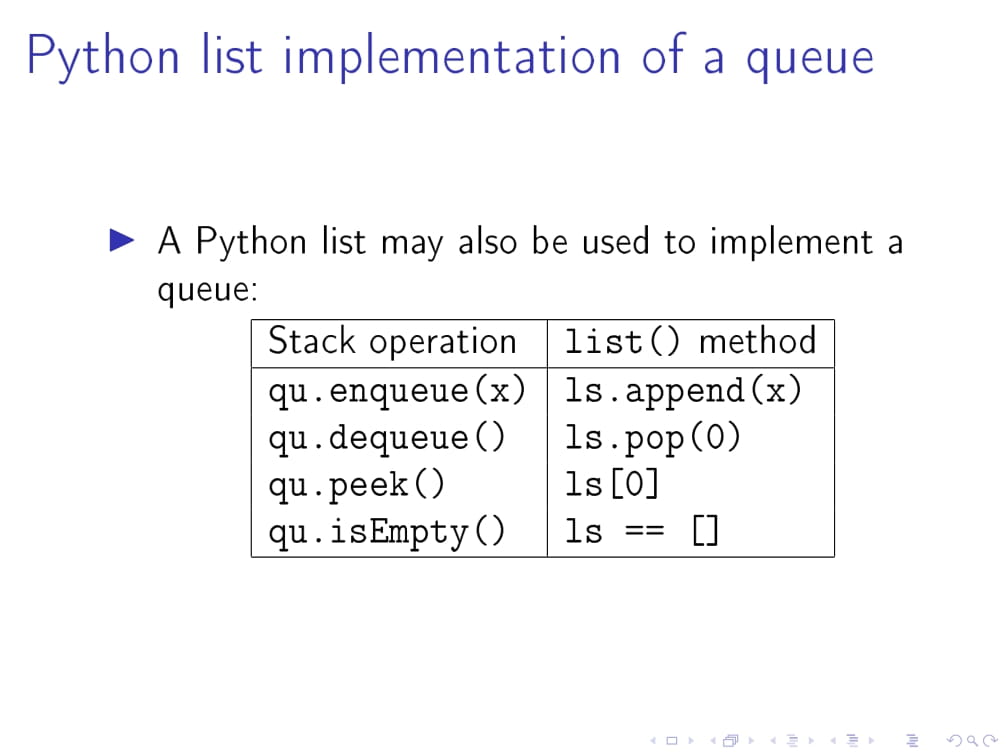 Python list implementation of a queue
A Python list may also be used to implement a
queue:
Stack operation list() method
qu.enqueue(x) ls.append(x)
qu.dequeue() ls.pop(0)
qu.peek() ls[0]
qu.isEmpty() ls == []